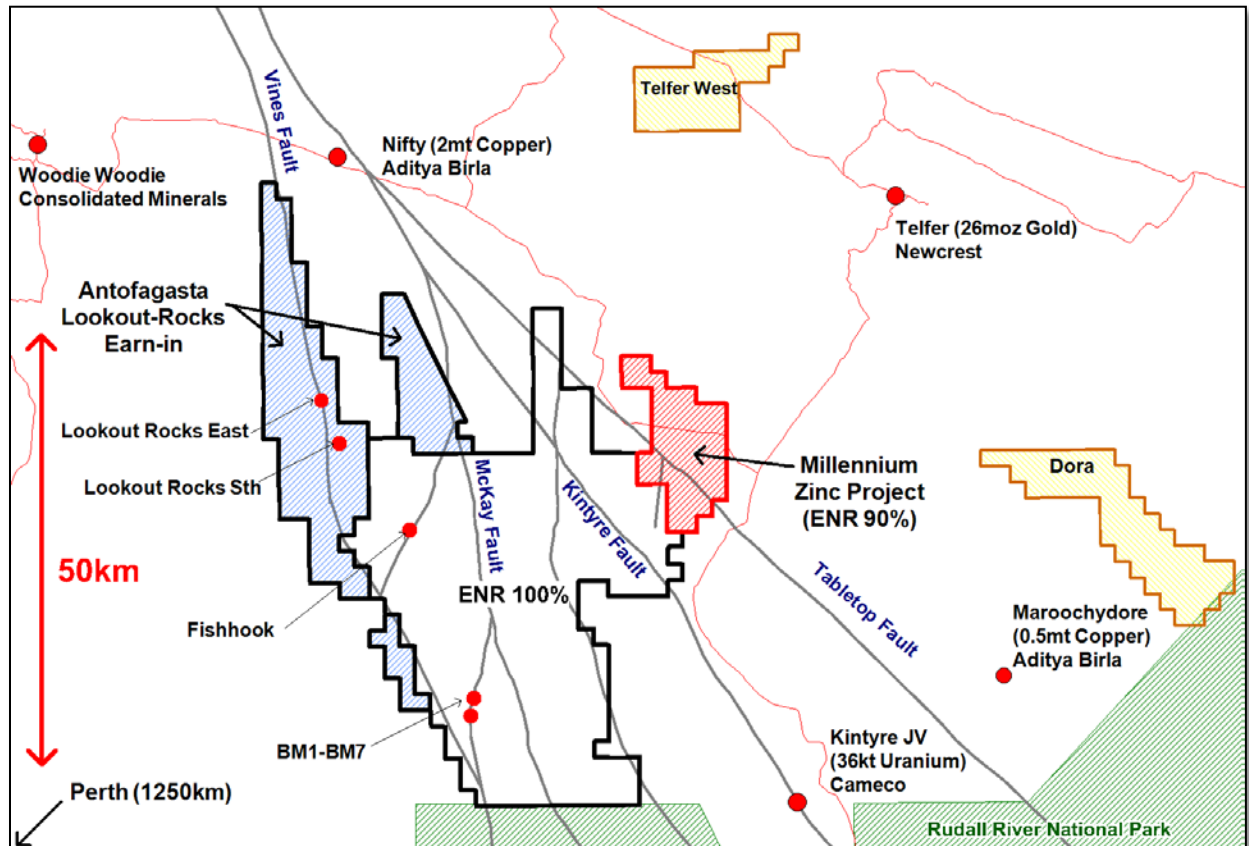 Telfer West
Vines Fault
Nifty (2mt Copper)
Aditya Birla
Woodie Woodie
Consolidated Minerals
Telfer (26moz Gold)
Newcrest
Antofagasta
Lookout-Rocks
Earn-in
Lookout Rocks East
Lookout Rocks Sth
McKay Fault
Kintyre Fault
Millennium
Zinc Project
(ENR 90%)
Dora
50km
Tabletop Fault
ENR 100%
Fishhook
Maroochydore
(0.5mt Copper)
Aditya Birla
BM1-BM7
Kintyre JV
(36kt Uranium)
Cameco
Perth (1250km)
Rudall River National Park